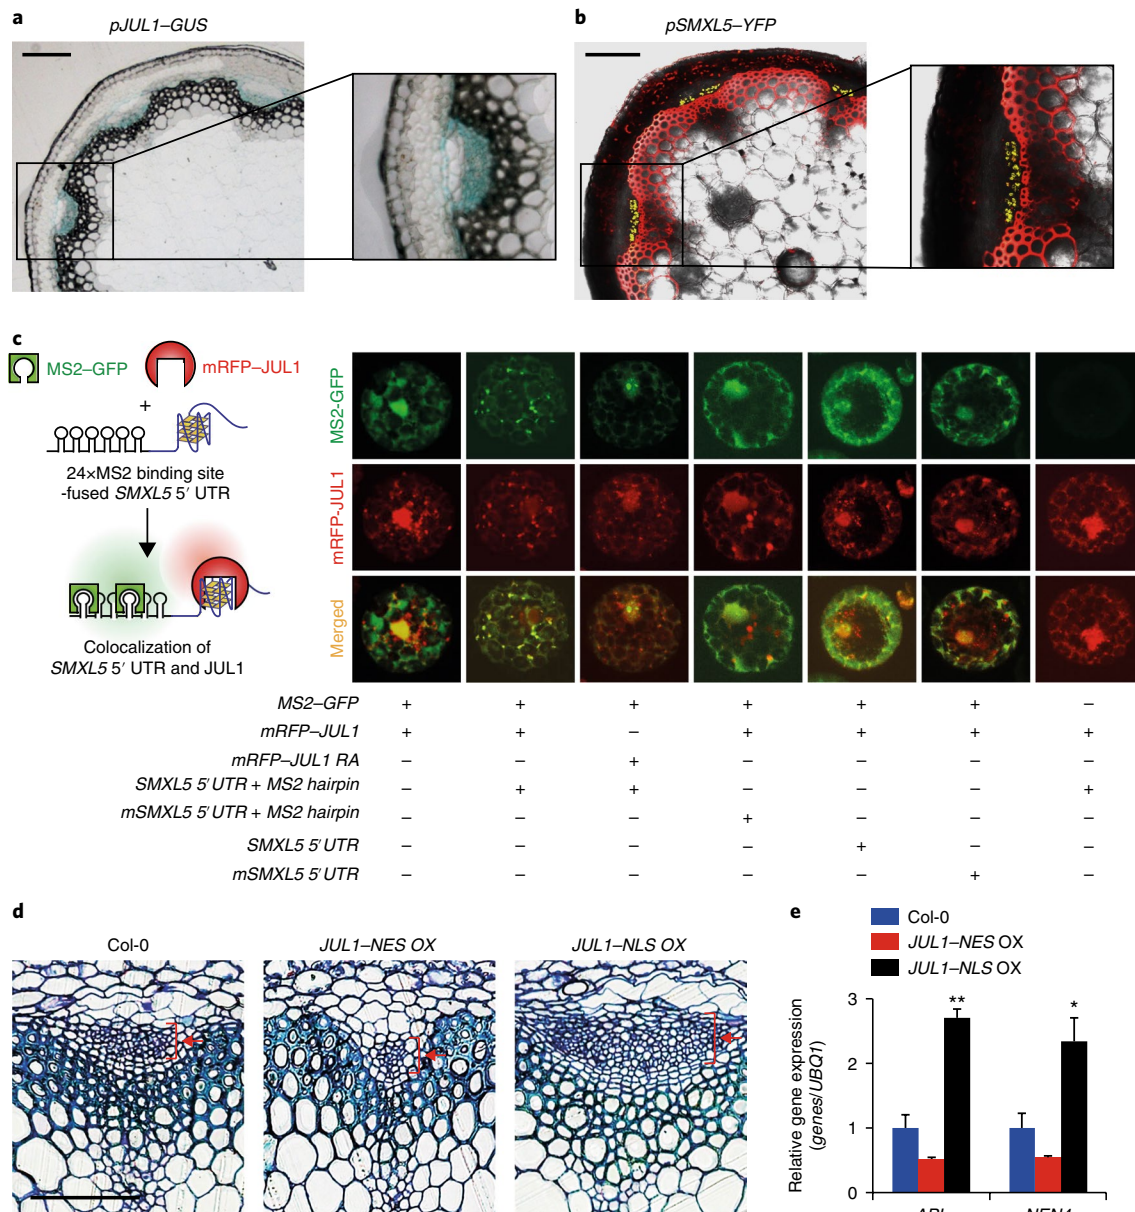 a
pJUL1–GUS
b
pSMXL5–YFP
c
MS2–GFP
mRFP–JUL1
+
24×MS2 binding site
-fused SMXL5 5′ UTR
Colocalization of
SMXL5 5′ UTR and JUL1
MS2-GFP
mRFP-JUL1
Merged
MS2–GFP + + + + + + –
mRFP–JUL1 + + – + + + +
mRFP–JUL1 RA – – + – – – –
SMXL5 5′ UTR + MS2 hairpin – + + – – – +
mSMXL5 5′ UTR + MS2 hairpin – – – + – – –
SMXL5 5′ UTR – – – – + – –
mSMXL5 5′ UTR – – – – – + –
d
Col-0
JUL1–NES OX
JUL1–NLS OX
e
Col-0
JUL1–NES OX
JUL1–NLS OX
Relative gene expression
(genes/UBQ1)
3
2
1
0
**
*